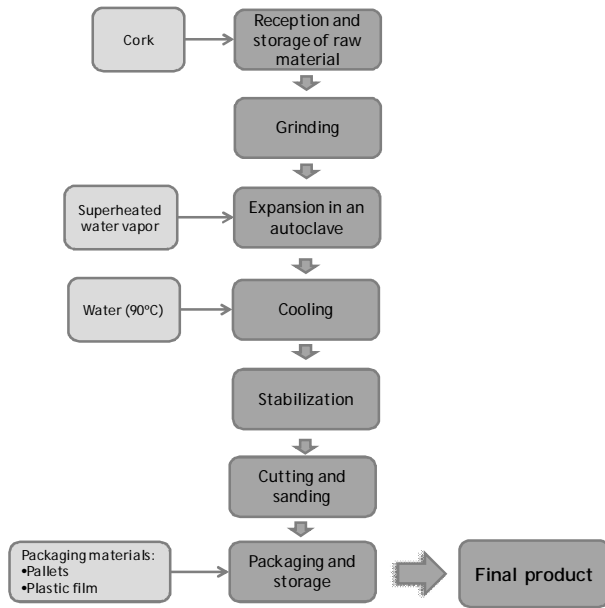 Cork
Reception and
storage of raw
material
Grinding
Superheated
water vapor
Expansion in an
autoclave
Water (90ºC)
Cooling
Stabilization
Cutting and
sanding
Packaging materials:
•Pallets
•Plastic film
Packaging and
storage
Final product